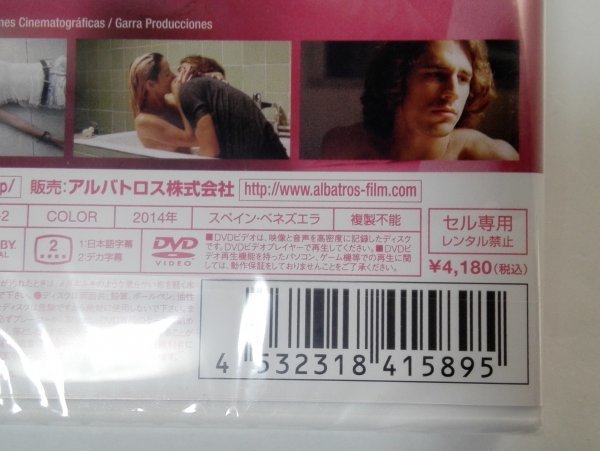 nes Cinematográficas / Garra Producciones
p/ 販売:アルバトロス株式会社 http://www.albatros-film.com
-2 COLOR 2014年 スペイン・ベネズエラ 複製不能
セル専用
レンタル禁止
¥4,180(税込)
BY
AL
2
1:日本語字幕
2:デカ字幕
DVD
VIDEO
■DVDビデオは、映像と音声を高密度に記録したディスク
です。DVDビデオプレイヤーで再生してください。■DVDビデ
オ再生機能を持ったパソコン、ゲーム機等での再生に関し
ては、動作保証をしておりませんことをご了承ください。
4 532318 415895